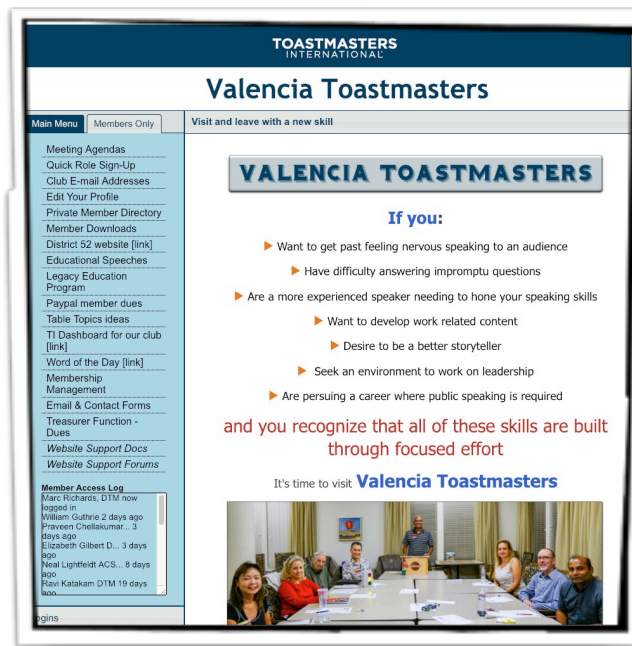 TOASTMASTERS
INTERNATIONAL
Valencia Toastmasters
Main Menu
Members Only
Visit and leave with a new skill
Meeting Agendas
Quick Role Sign-Up
Club E-mail Addresses
Edit Your Profile
Private Member Directory
Member Downloads
District 52 website [link]
Educational Speeches
Legacy Education
Program
Paypal member dues
Table Topics ideas
TI Dashboard for our club
[link]
Word of the Day [link]
Membership
Management
Email & Contact Forms
Treasurer Function -
Dues
Website Support Docs
Website Support Forums
Member Access Log
Marc Richards, DTM now
logged in
William Guthrie 2 days ago
Praveen Chellakumar... 3
days ago
Elizabeth Gilbert D... 3 days
ago
Neal Lightfeldt ACS... 8 days
ago
Ravi Katakam DTM 19 days
ago
ogins
VALENCIA TOASTMASTERS
If you:
Want to get past feeling nervous speaking to an audience
Have difficulty answering impromptu questions
Are a more experienced speaker needing to hone your speaking skills
Want to develop work related content
Desire to be a better storyteller
Seek an environment to work on leadership
Are persuing a career where public speaking is required
and you recognize that all of these skills are built
through focused effort
It's time to visit Valencia Toastmasters